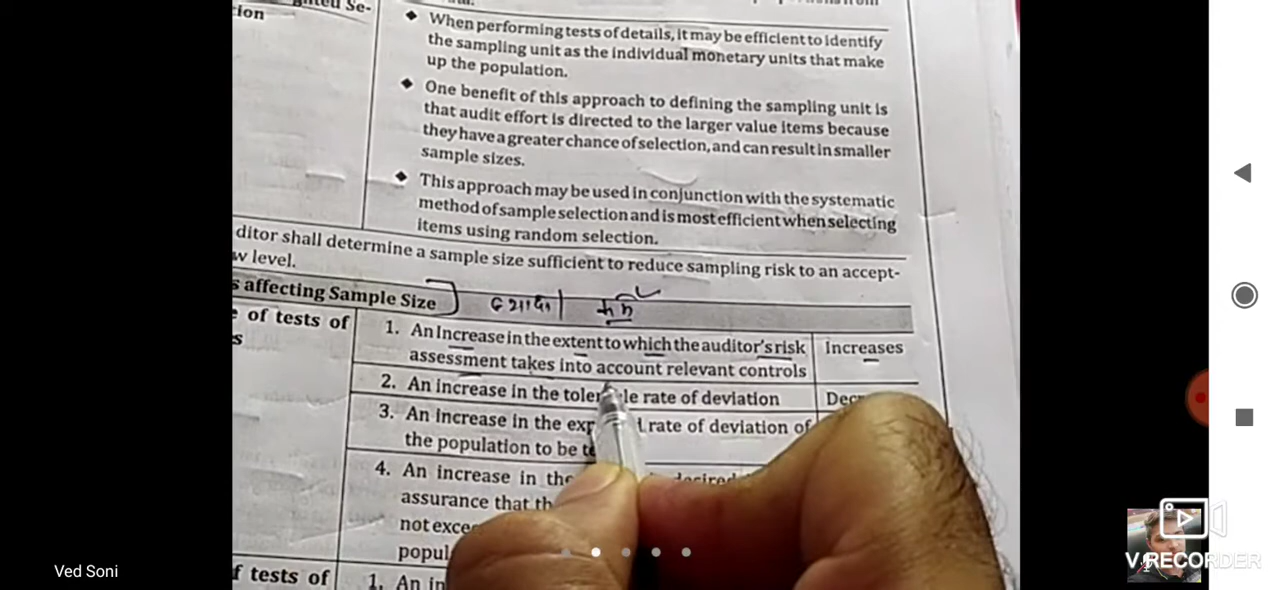 tion
When performing tests of details, it may be efficient to identify
the sampling unit as the individual monetary units that make
up the population.
One benefit of this approach to defining the sampling unit is
that audit effort is directed to the larger value items because
they have a greater chance of selection, and can result in smaller
sample sizes.
This approach may be used in conjunction with the systematic
method of sample selection and is most efficient when selecting
items using random selection.
ditor shall determine a sample size sufficient to reduce sampling risk to an accept-
w level.
s affecting Sample Size
e of tests of
s
1. An Increase in the extent to which the auditor's risk
assessment takes into account relevant controls
Increases
2. An increase in the tole le rate of deviation
Decr
3. An Increase in the exp d rate of deviation of
the population to be te
4. An increase in the desired
assurance that th
not excee
popul
f tests of
1. An in
Ved Soni
V.RECORDER